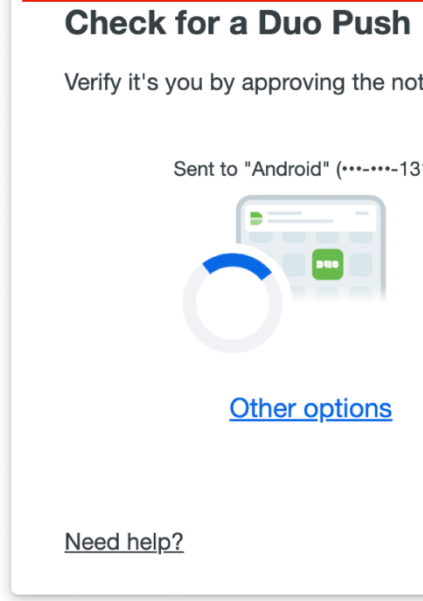 Check for a Duo Push
Verify it's you by approving the not
Sent to "Android" (•••-•••-131
DUO
Other options
Need help?